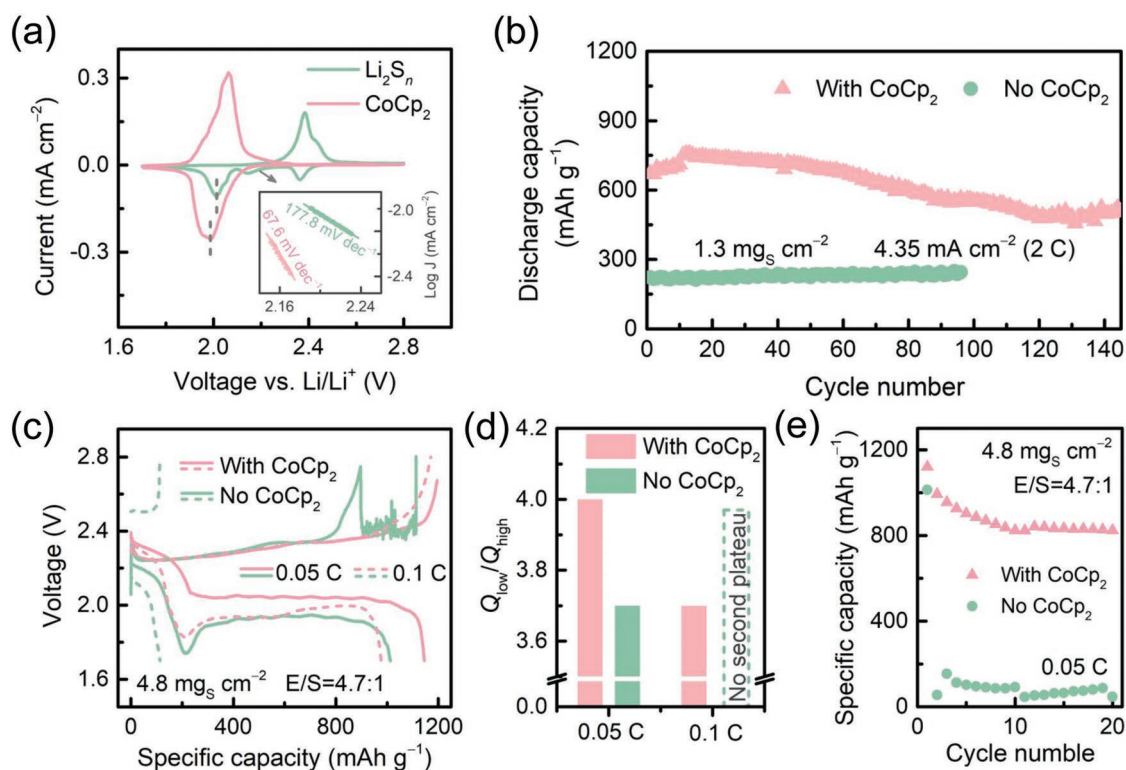 (a)
Li₂Sₙ
CoCp₂
0.3
0.0
-0.3
Current (mA cm⁻²)
177.8 mV dec⁻¹
67.6 mV dec⁻¹
-2.0
-2.4
Log J (mA cm⁻²)
2.16
2.24
1.6
2.0
2.4
2.8
Voltage vs. Li/Li⁺ (V)
(b)
1200
900
600
300
0
Discharge capacity
(mAh g⁻¹)
With CoCp₂
No CoCp₂
1.3 mgₛ cm⁻²
4.35 mA cm⁻² (2 C)
0
20
40
60
80
100
120
140
Cycle number
(c)
2.8
2.4
2.0
1.6
Voltage (V)
With CoCp₂
No CoCp₂
0.05 C
0.1 C
4.8 mgₛ cm⁻²
E/S=4.7:1
0
400
800
1200
Specific capacity (mAh g⁻¹)
(d)
4.2
4.0
3.8
3.6
0.0
Q_low/Q_high
With CoCp₂
No CoCp₂
No second plateau
0.05 C
0.1 C
(e)
1200
800
400
0
Specific capacity (mAh g⁻¹)
4.8 mgₛ cm⁻²
E/S=4.7:1
With CoCp₂
No CoCp₂
0.05 C
0
10
20
Cycle numble